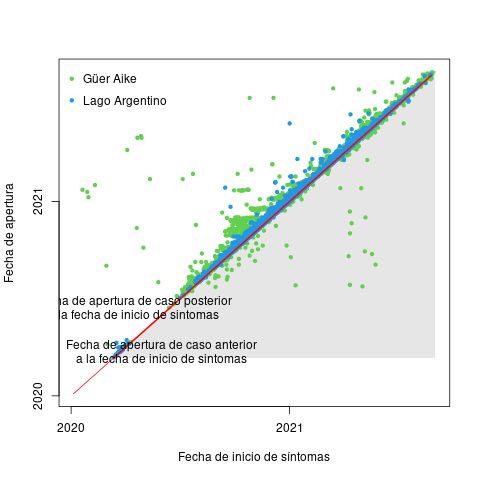 Güer Aike
Lago Argentino
2021
Fecha de apertura
de apertura de caso posterior
la fecha de inicio de síntomas
Fecha de apertura de caso anterior
a la fecha de inicio de síntomas
2020
2020
2021
Fecha de inicio de síntomas